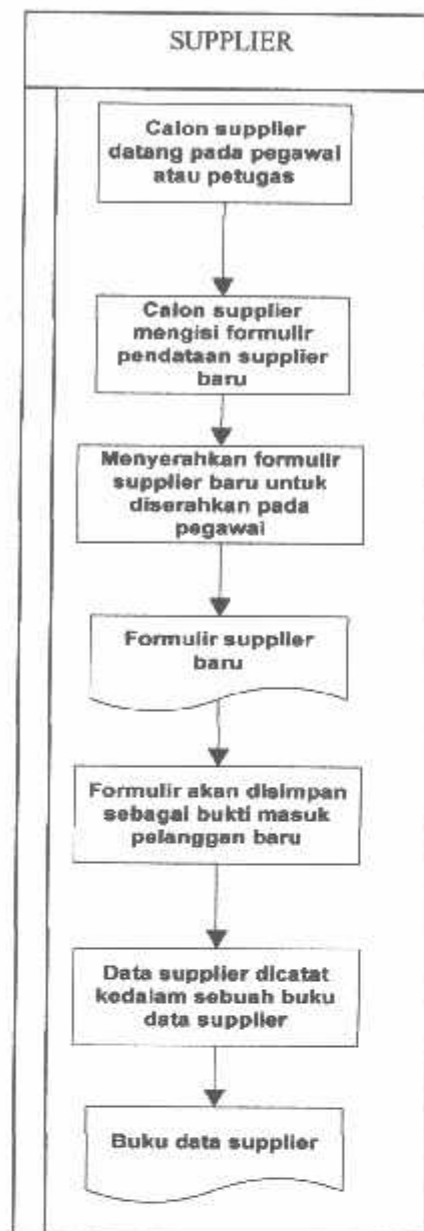 SUPPLIER
Calon supplier
datang pada pegawai
atau petugas
Calon supplier
mengisi formulir
pendataan supplier
baru
Menyerahkan formulir
supplier baru untuk
diserahkan pada
pegawai
Formulir supplier
baru
Formulir akan disimpan
sebagai bukti masuk
pelanggan baru
Data supplier dicatat
kedalam sebuah buku
data supplier
Buku data supplier